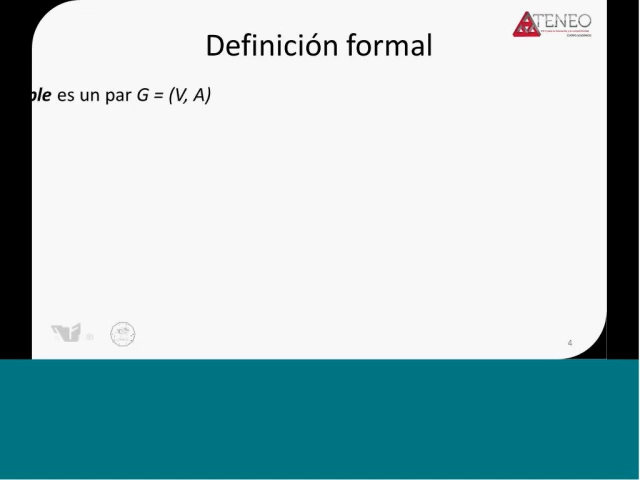 Definición formal
ATENEO
ple es un par G = (V, A)
4